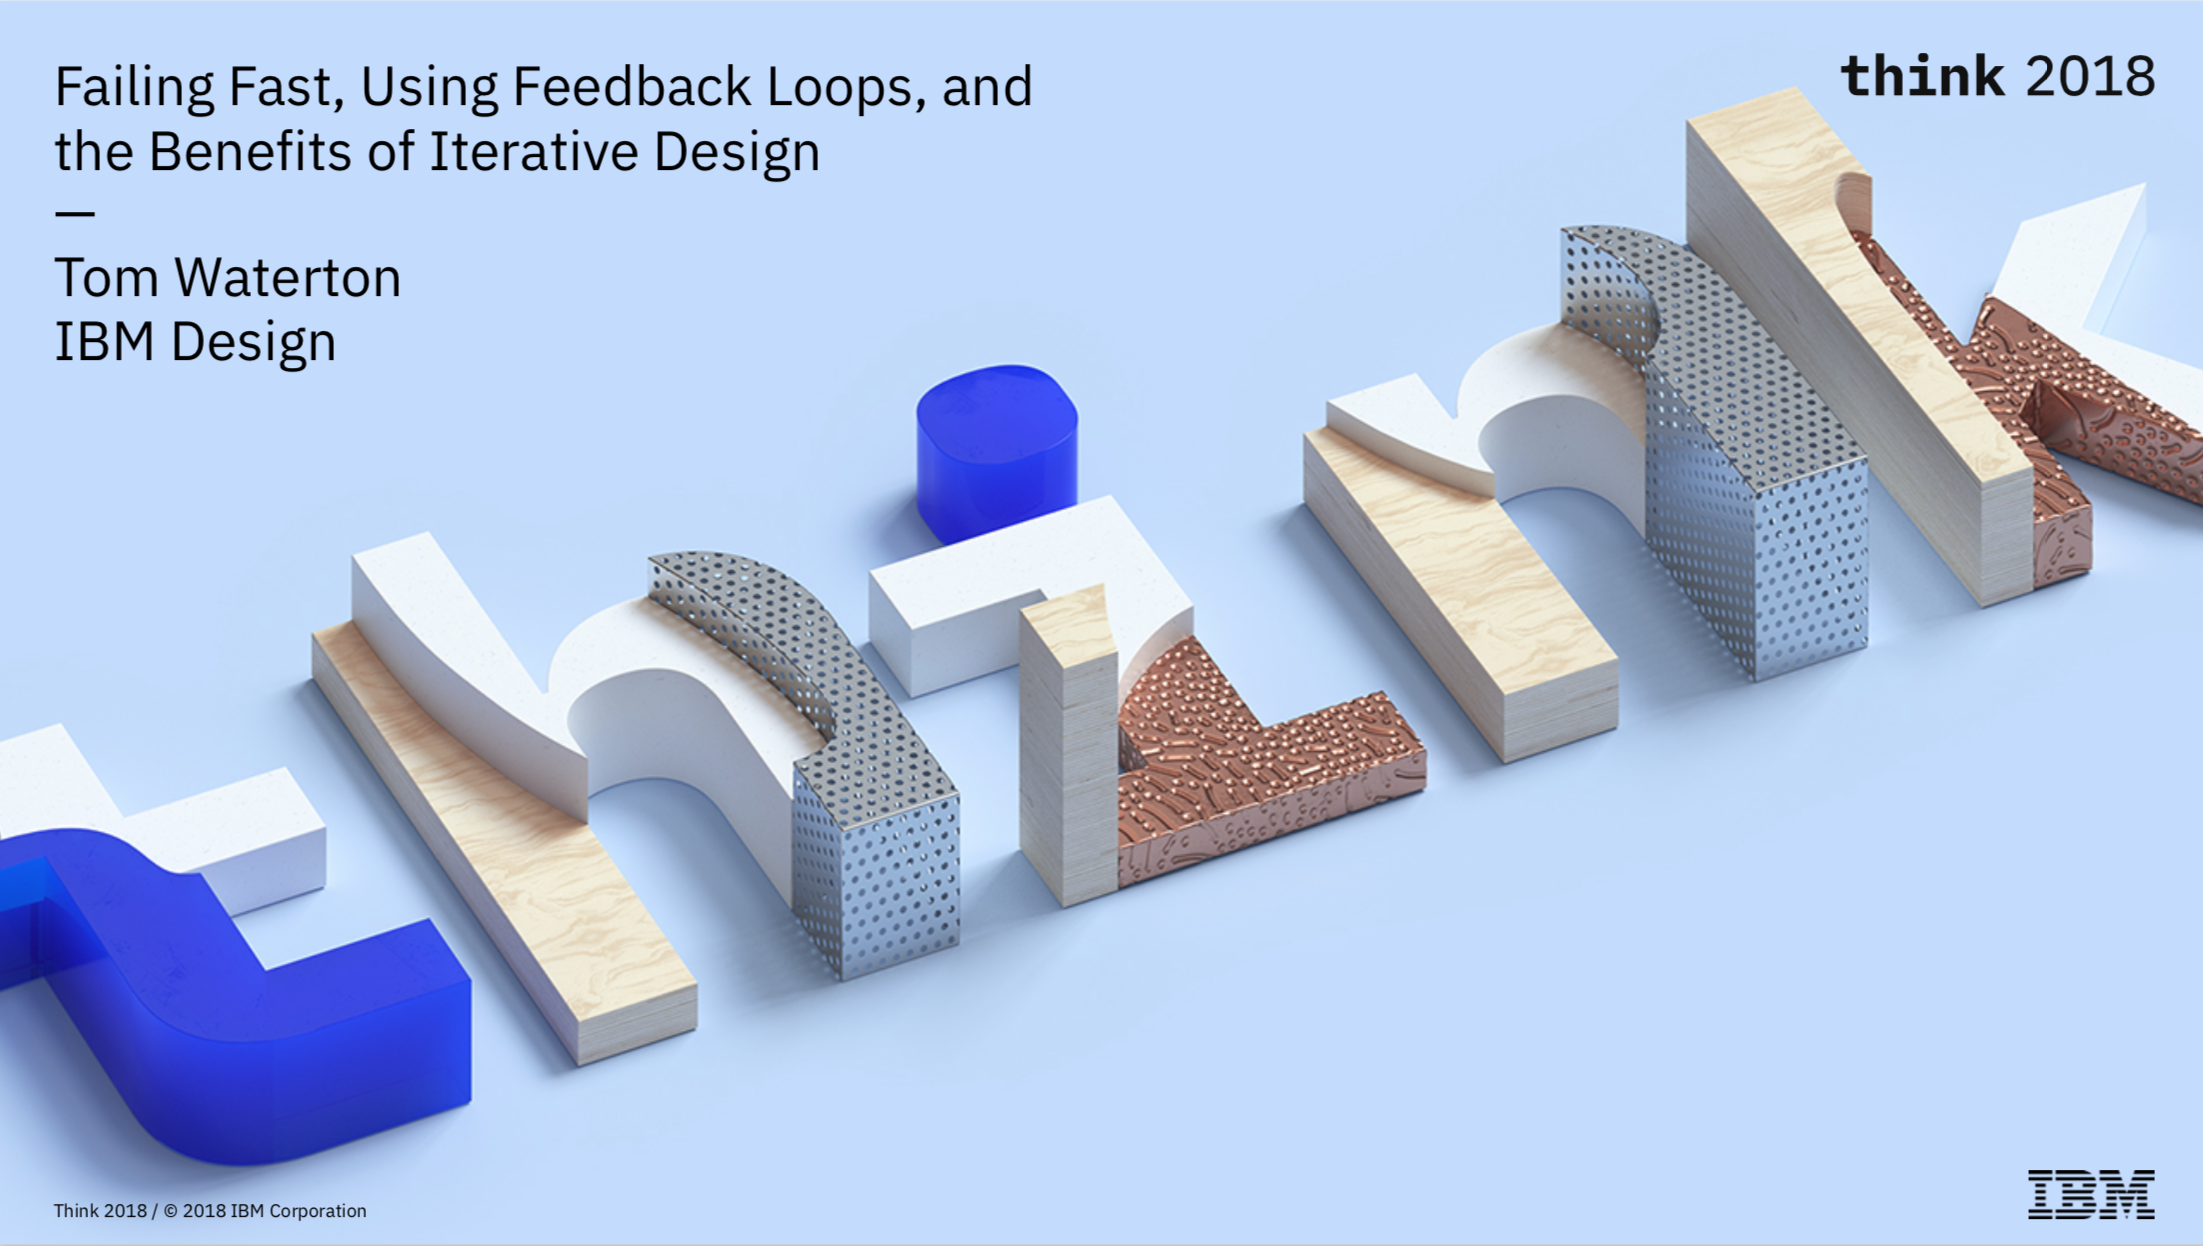 Failing Fast, Using Feedback Loops, and
the Benefits of Iterative Design
—
Tom Waterton
IBM Design
think 2018
think
Think 2018 / © 2018 IBM Corporation
IBM